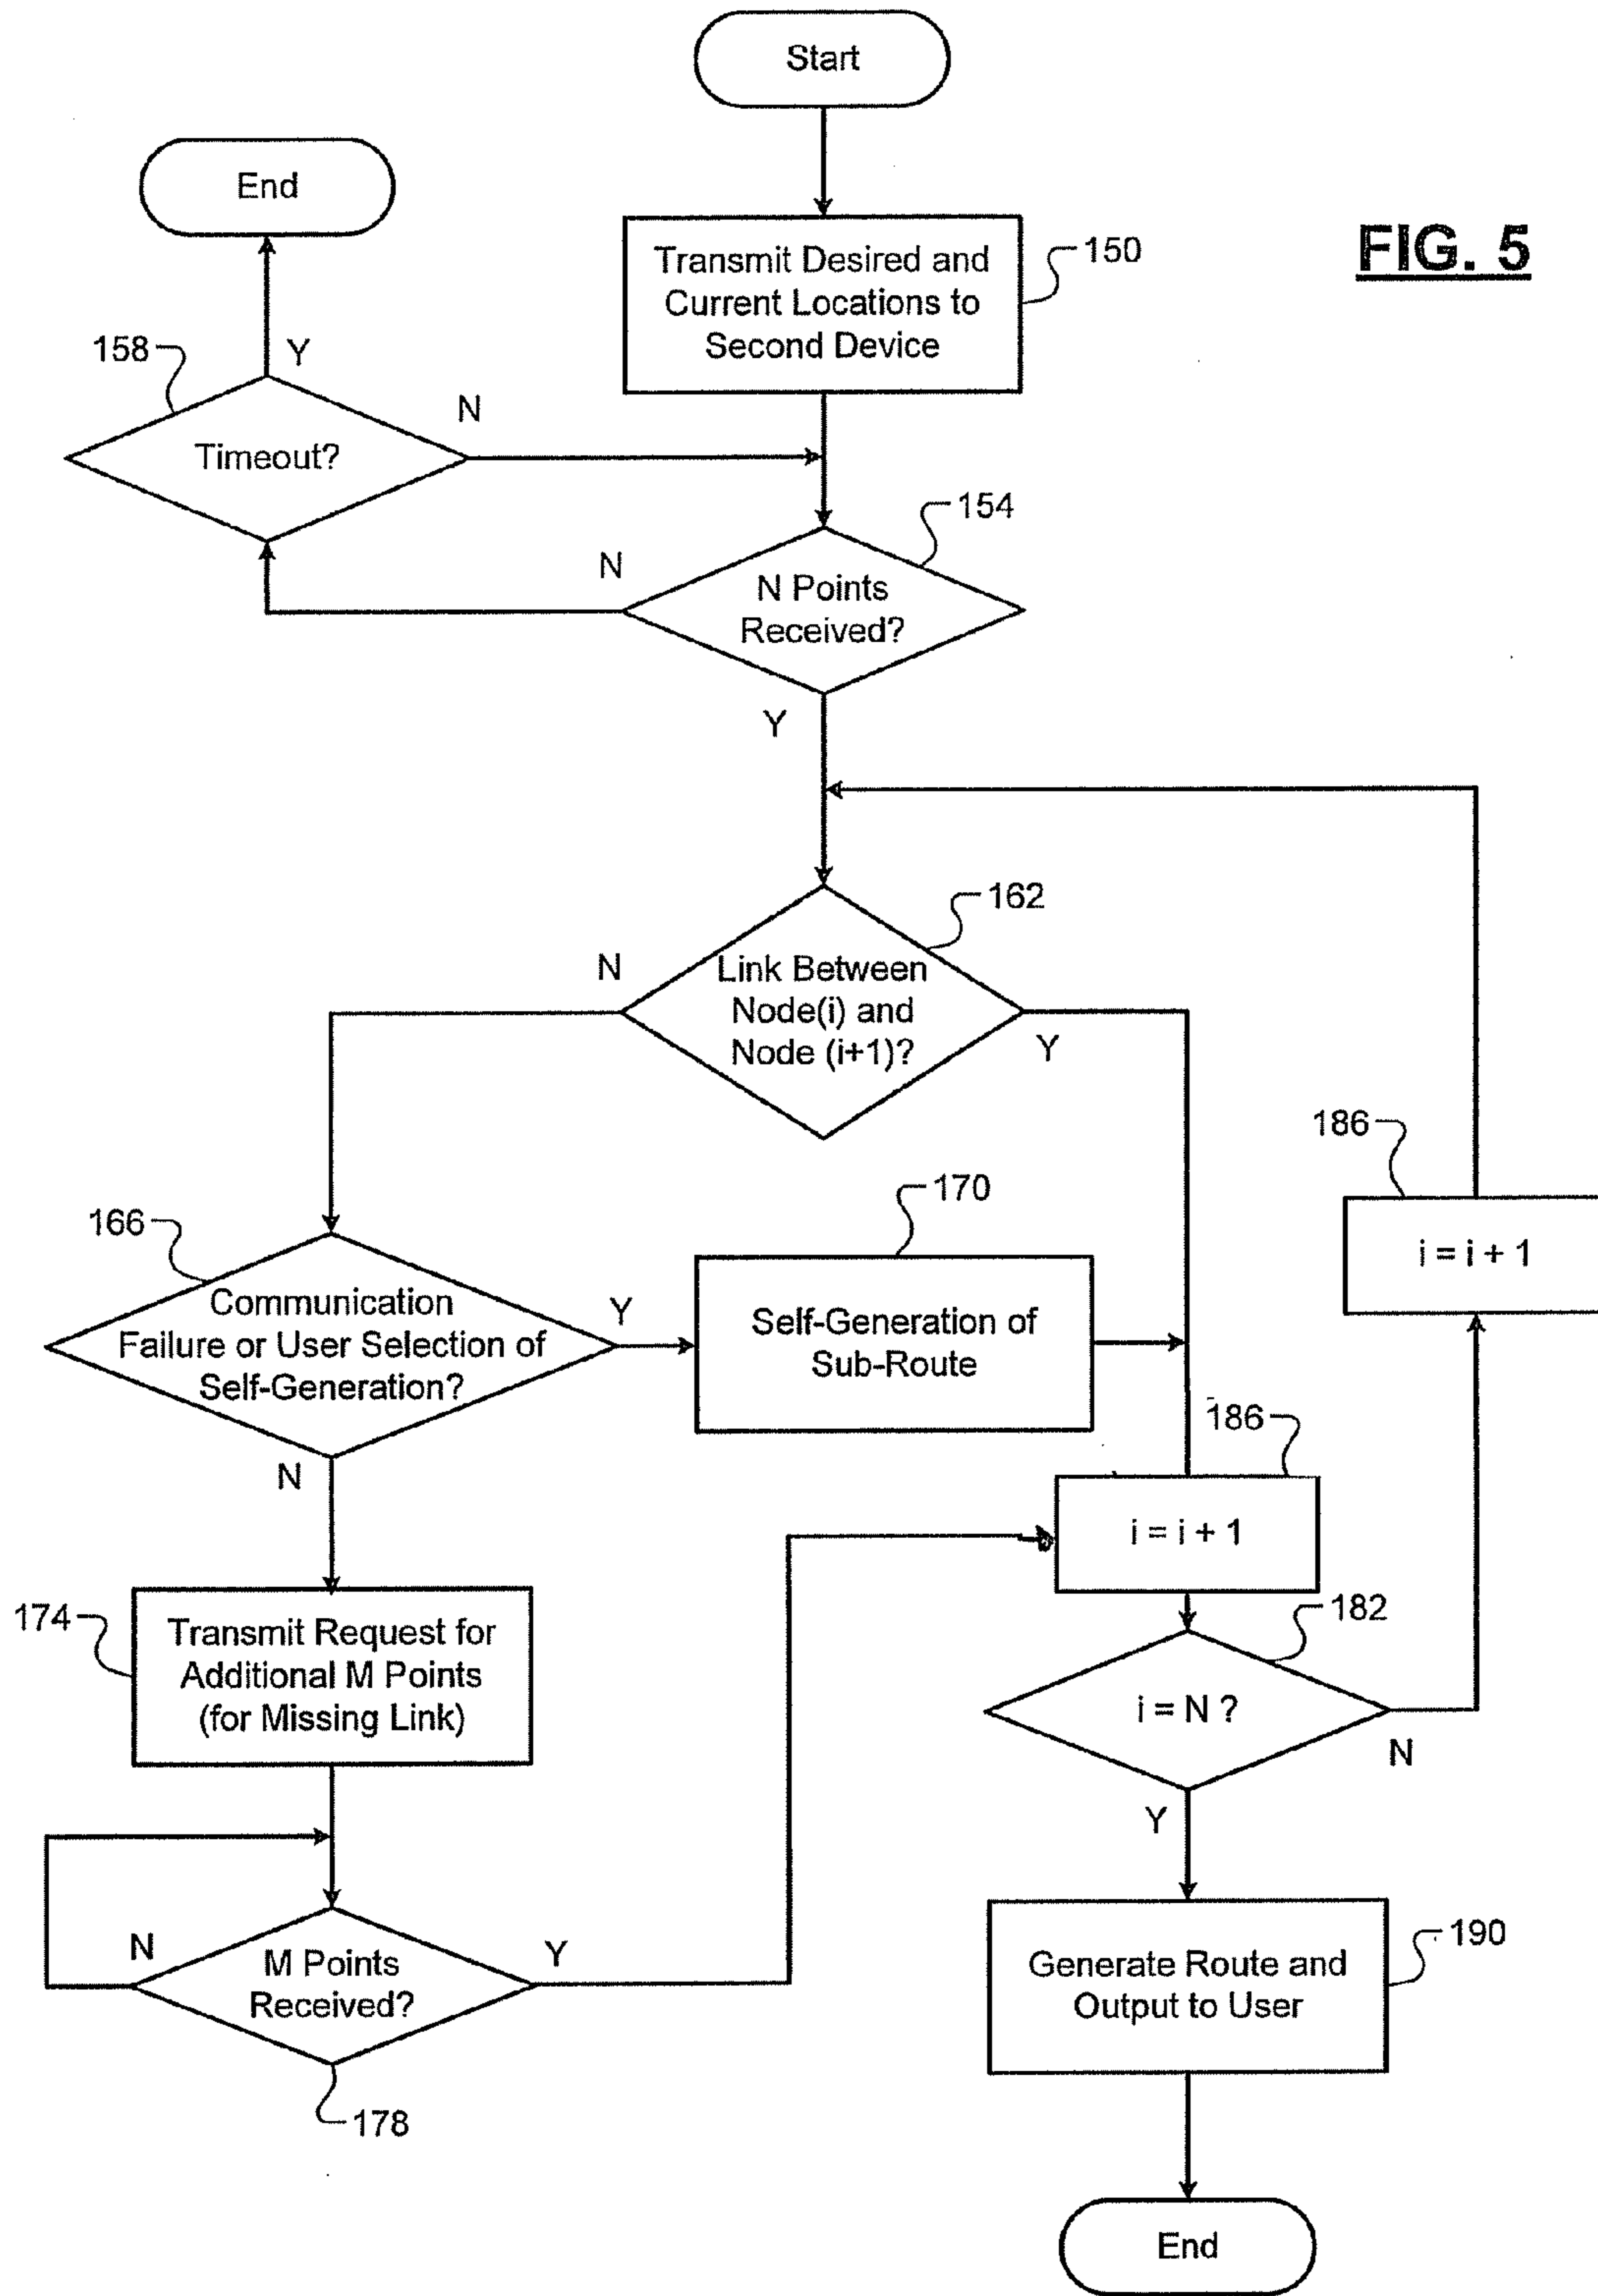 Start
End
FIG. 5
Transmit Desired and
Current Locations to
Second Device
150
158
Y
N
Timeout?
154
N
N Points
Received?
Y
162
N
Link Between
Node(i) and
Node (i+1)?
Y
186
i = i + 1
170
166
Communication
Failure or User Selection of
Self-Generation?
Y
Self-Generation of
Sub-Route
N
186
i = i + 1
174
Transmit Request for
Additional M Points
(for Missing Link)
182
i = N ?
N
Y
N
M Points
Received?
Y
178
Generate Route and
Output to User
190
End